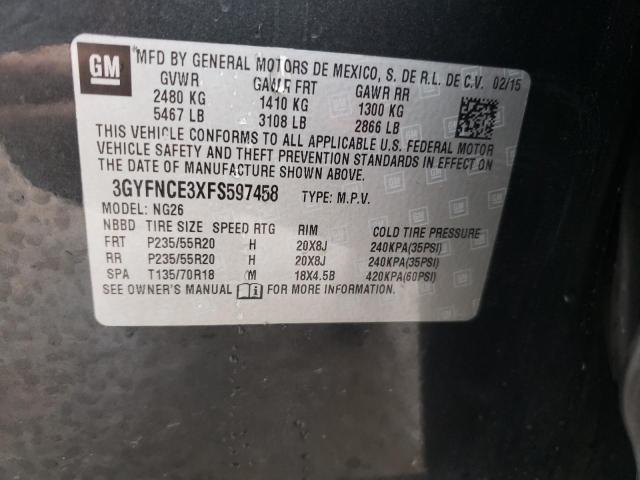 GM
MFD BY GENERAL MOTORS DE MEXICO, S. DE R.L. DE C.V. 02/15
GVWR GAWR FRT GAWR RR
2480 KG 1410 KG 1300 KG
5467 LB 3108 LB 2866 LB
THIS VEHICLE CONFORMS TO ALL APPLICABLE U.S. FEDERAL MOTOR
VEHICLE SAFETY AND THEFT PREVENTION STANDARDS IN EFFECT ON
THE DATE OF MANUFACTURE SHOWN ABOVE.
3GYFNCE3XFS597458 TYPE: M.P.V.
MODEL: NG26
NBBD TIRE SIZE SPEED RTG RIM COLD TIRE PRESSURE
FRT P235/55R20 H 20X8J 240KPA(35PSI)
RR P235/55R20 H 20X8J 240KPA(35PSI)
SPA T135/70R18 M 18X4.5B 420KPA(60PSI)
SEE OWNER'S MANUAL FOR MORE INFORMATION.